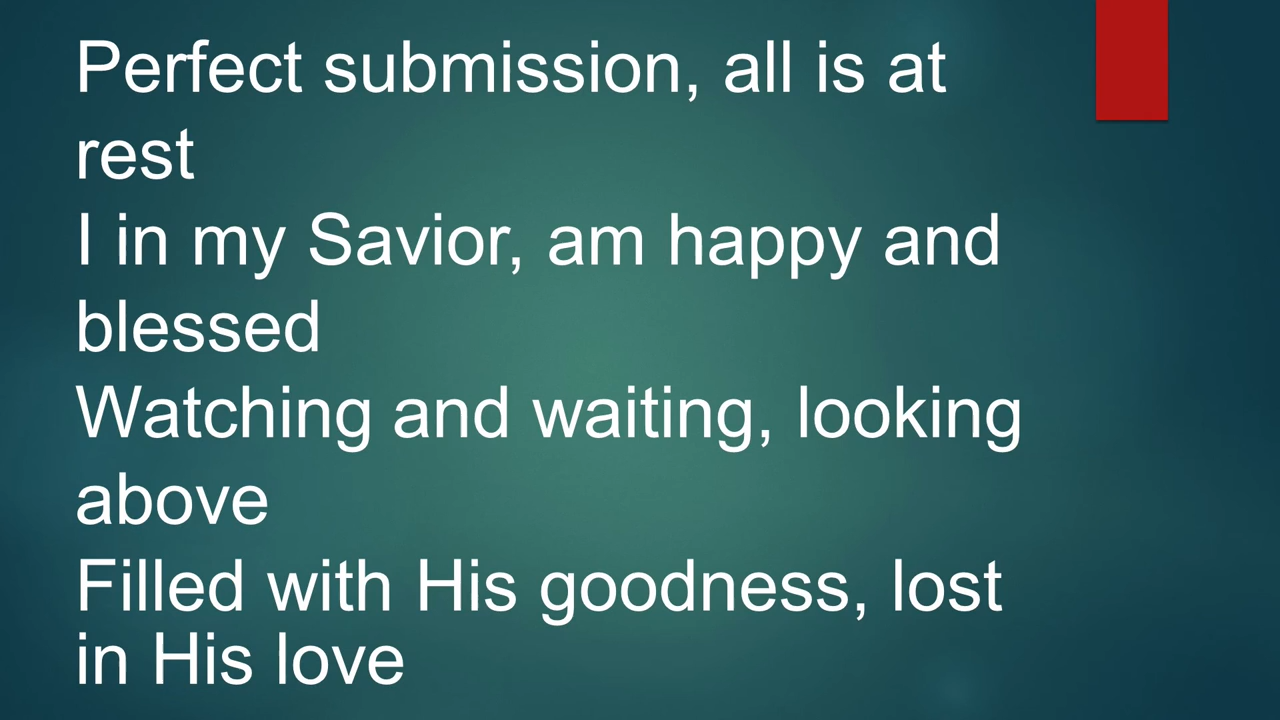 Perfect submission, all is at
rest
I in my Savior, am happy and
blessed
Watching and waiting, looking
above
Filled with His goodness, lost
in His love